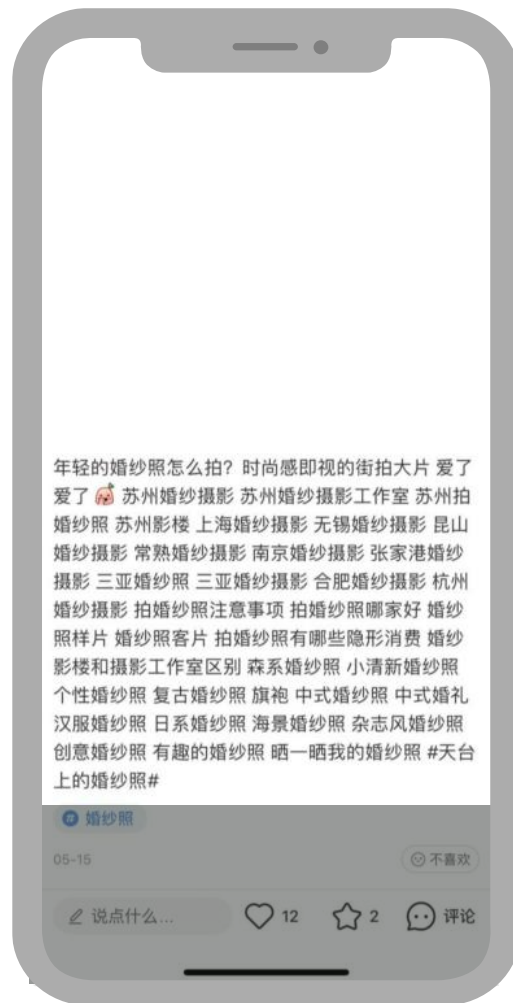 年轻的婚纱照怎么拍？时尚感即视的街拍大片 爱了
爱了 苏州婚纱摄影 苏州婚纱摄影工作室 苏州拍
婚纱照 苏州影楼 上海婚纱摄影 无锡婚纱摄影 昆山
婚纱摄影 常熟婚纱摄影 南京婚纱摄影 张家港婚纱
摄影 三亚婚纱照 三亚婚纱摄影 合肥婚纱摄影 杭州
婚纱摄影 拍婚纱照注意事项 拍婚纱照哪家好 婚纱
照样片 婚纱照客片 拍婚纱照有哪些隐形消费 婚纱
影楼和摄影工作室区别 森系婚纱照 小清新婚纱照
个性婚纱照 复古婚纱照 旗袍 中式婚纱照 中式婚礼
汉服婚纱照 日系婚纱照 海景婚纱照 杂志风婚纱照
创意婚纱照 有趣的婚纱照 晒一晒我的婚纱照 #天台
上的婚纱照#
# 婚纱照
05-15 不喜欢
说点什么... 12 2 评论